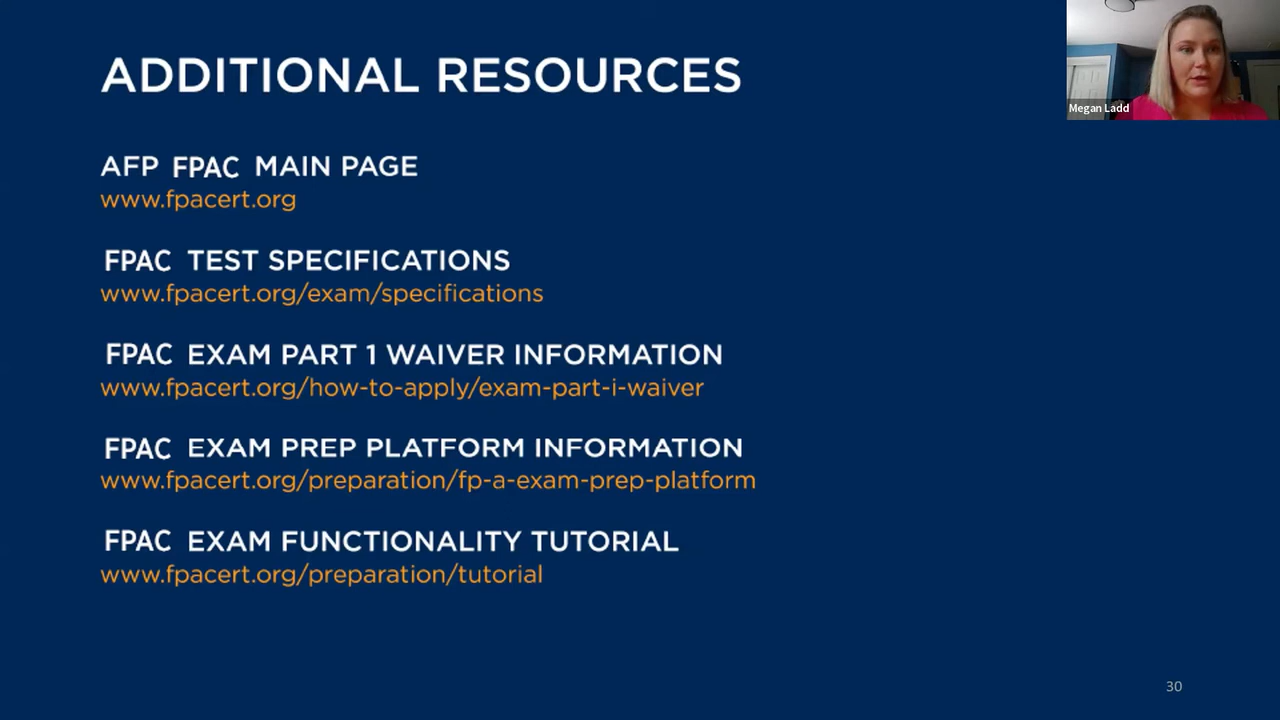 ADDITIONAL RESOURCES
Megan Ladd
AFP FPAC MAIN PAGE
www.fpacert.org
FPAC TEST SPECIFICATIONS
www.fpacert.org/exam/specifications
FPAC EXAM PART 1 WAIVER INFORMATION
www.fpacert.org/how-to-apply/exam-part-i-waiver
FPAC EXAM PREP PLATFORM INFORMATION
www.fpacert.org/preparation/fp-a-exam-prep-platform
FPAC EXAM FUNCTIONALITY TUTORIAL
www.fpacert.org/preparation/tutorial
30